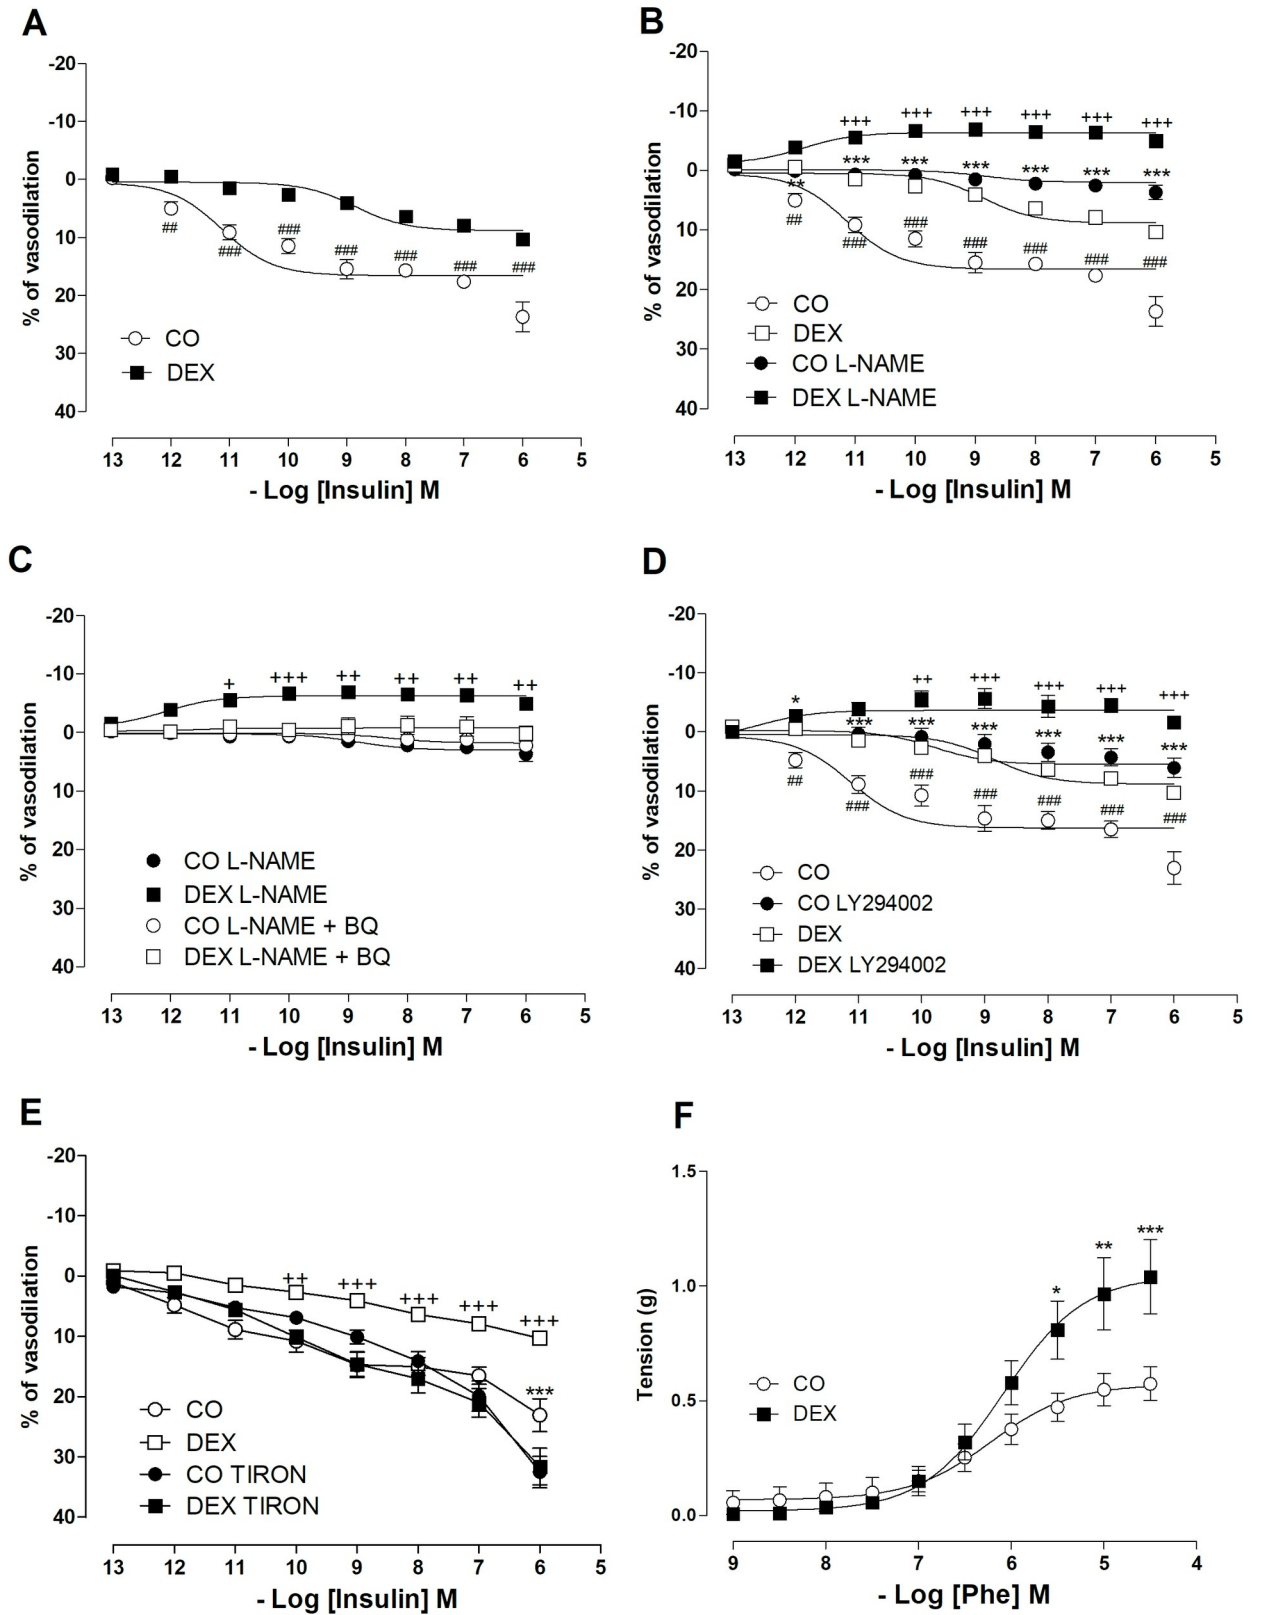 A
-20
-10
0
10
20
30
40
% of vasodilation
## ### ### ### ### ### ###
CO
DEX
13 12 11 10 9 8 7 6 5
- Log [Insulin] M
B
-20
-10
0
10
20
30
40
% of vasodilation
+++ +++ +++ +++ +++ +++
** *** *** *** *** *** ***
## ### ### ### ### ### ###
CO
DEX
CO L-NAME
DEX L-NAME
13 12 11 10 9 8 7 6 5
- Log [Insulin] M
C
-20
-10
0
10
20
30
40
% of vasodilation
+ +++ ++ ++ ++ ++
CO L-NAME
DEX L-NAME
CO L-NAME + BQ
DEX L-NAME + BQ
13 12 11 10 9 8 7 6 5
- Log [Insulin] M
D
-20
-10
0
10
20
30
40
% of vasodilation
++ +++ +++ +++ +++
* *** *** *** *** *** ***
## ### ### ### ### ### ###
CO
CO LY294002
DEX
DEX LY294002
13 12 11 10 9 8 7 6 5
- Log [Insulin] M
E
-20
-10
0
10
20
30
40
% of vasodilation
++ +++ +++ +++ +++
***
CO
DEX
CO TIRON
DEX TIRON
13 12 11 10 9 8 7 6 5
- Log [Insulin] M
F
1.5
1.0
0.5
0.0
Tension (g)
* ** ***
CO
DEX
9 8 7 6 5 4
- Log [Phe] M